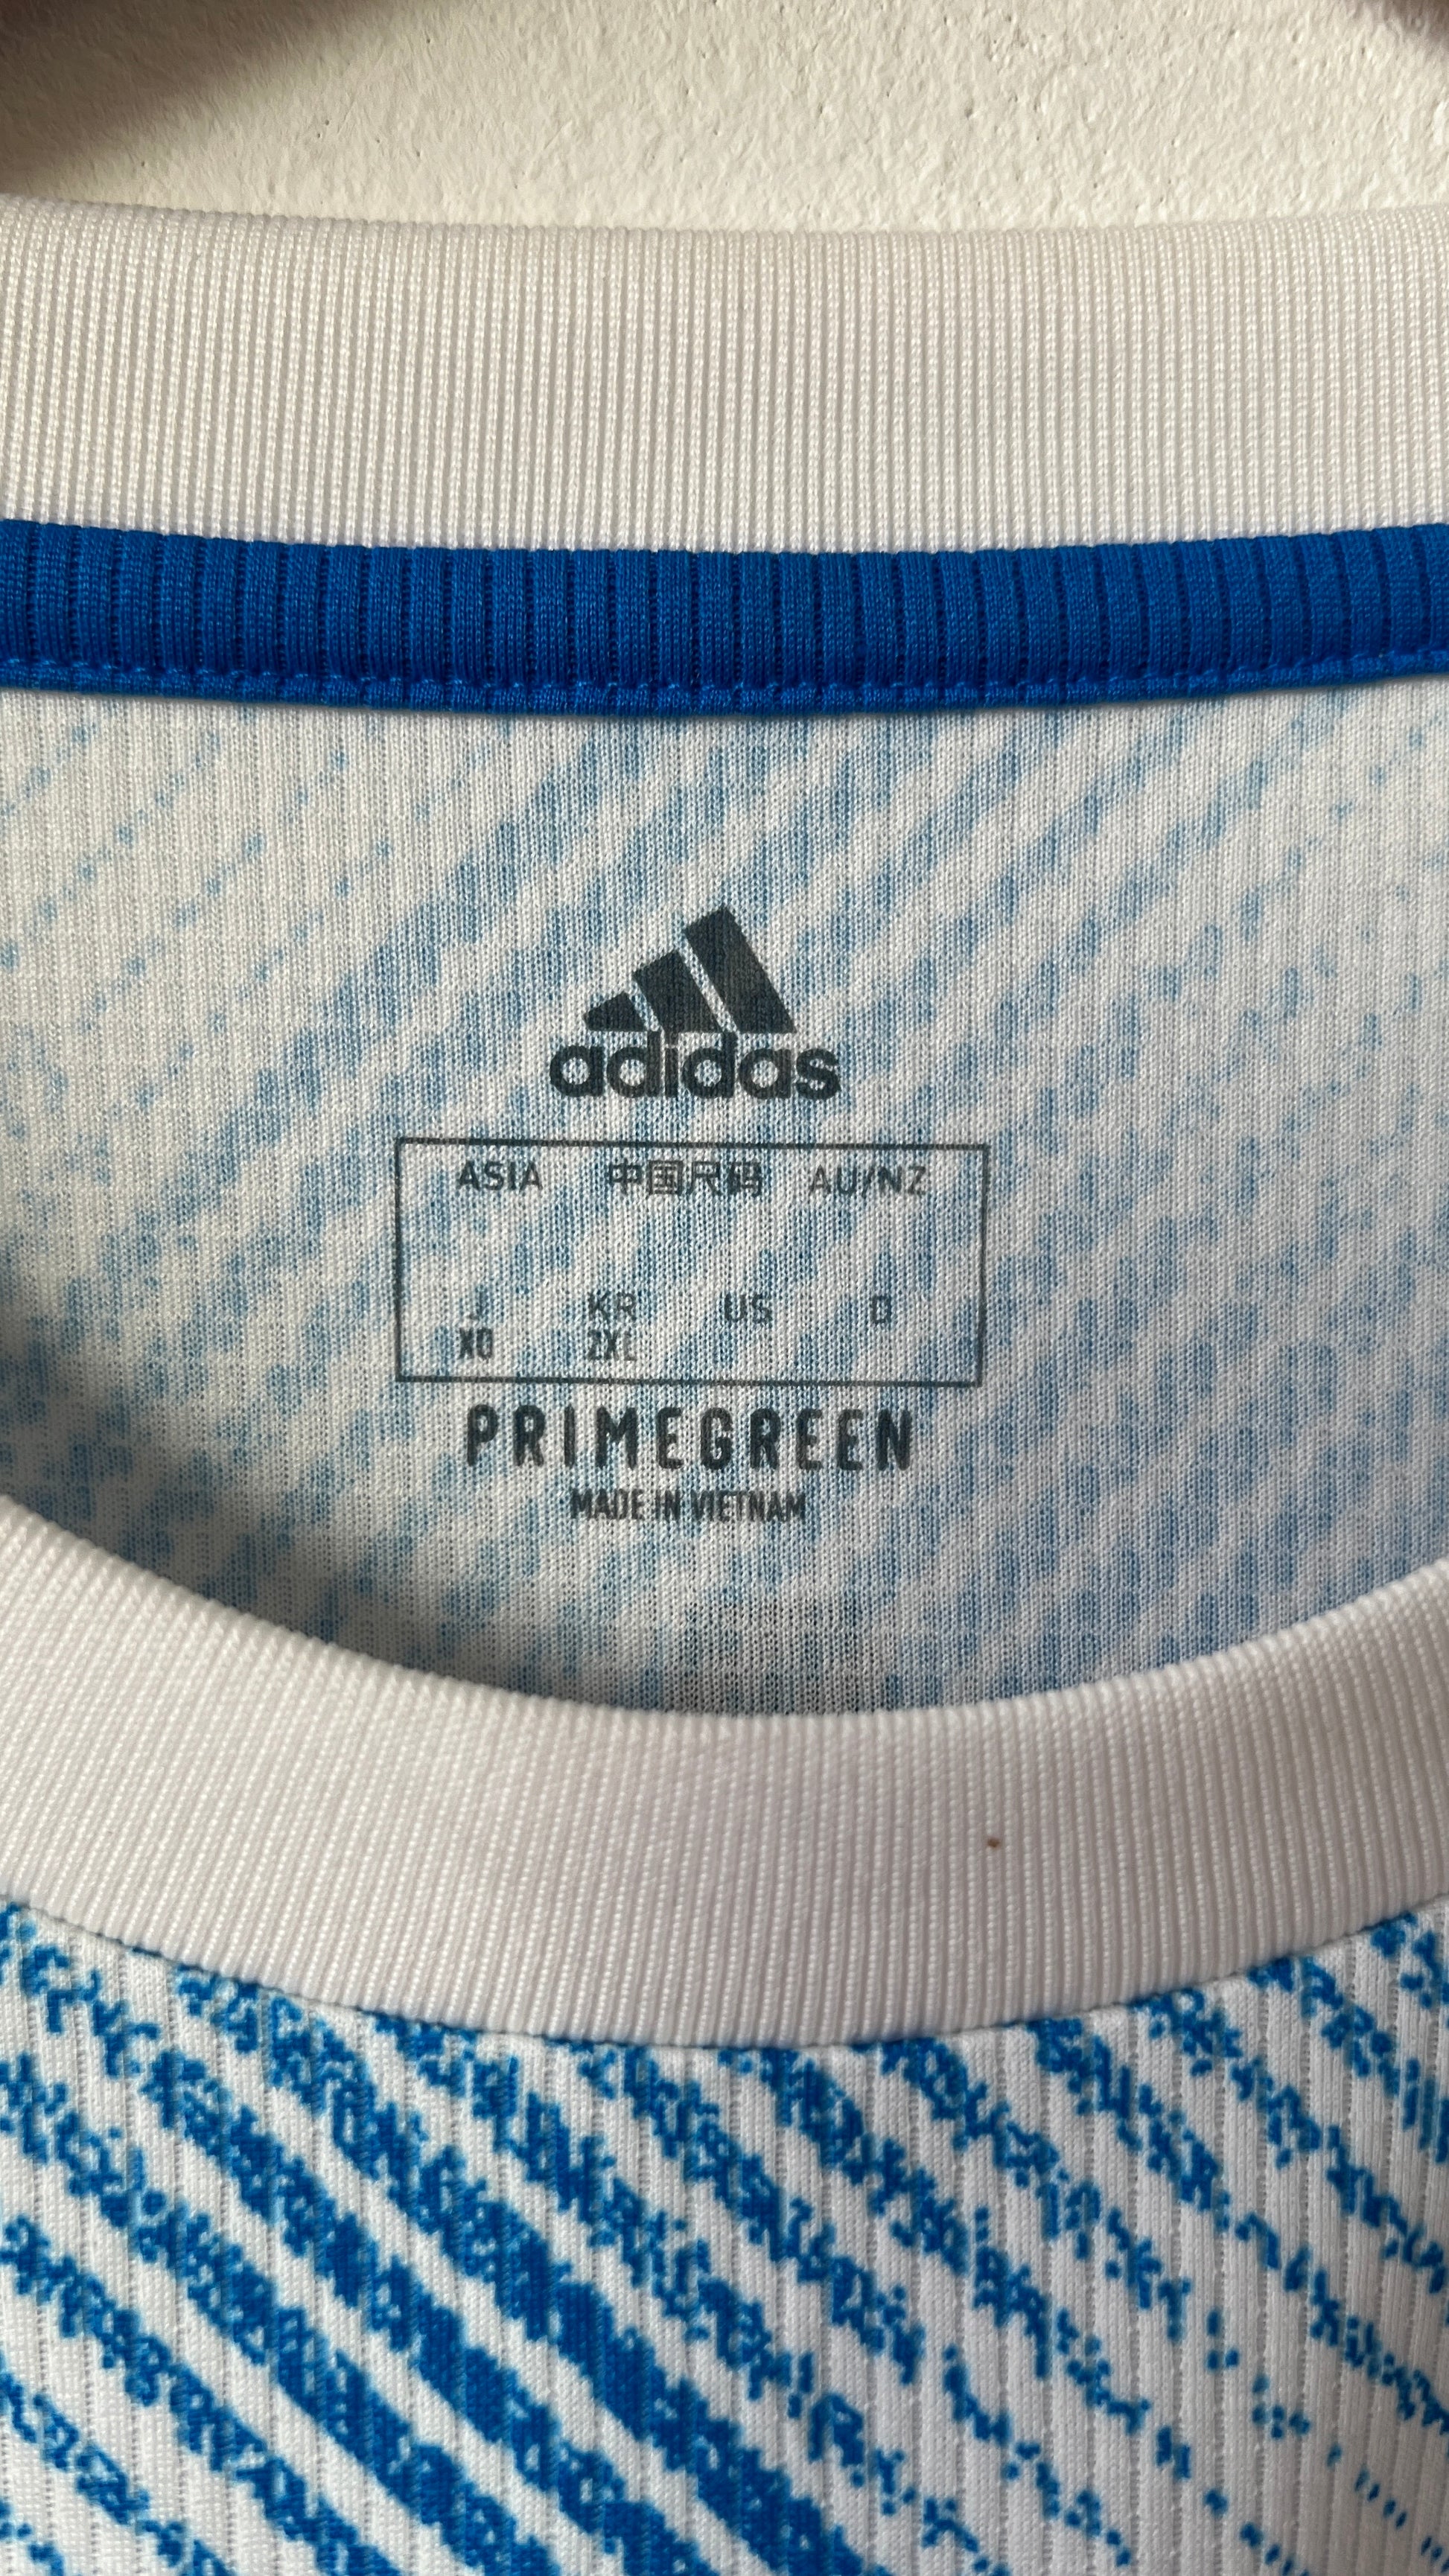 adidas
ASIA 中国尺码 AU/NZ
J KR US D
XO 2XL
PRIMEGREEN
MADE IN VIETNAM